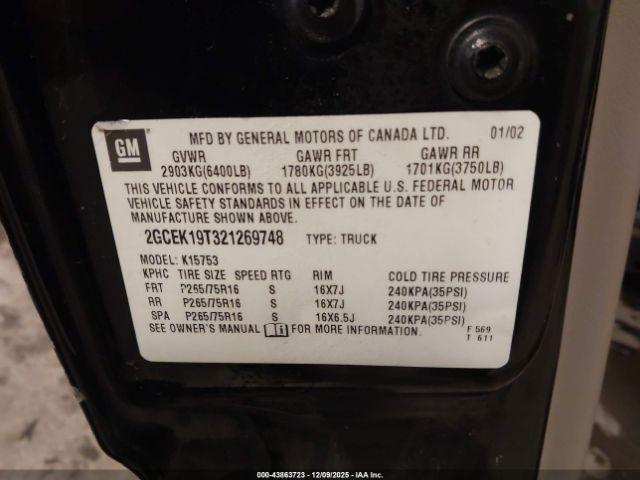 GM
MFD BY GENERAL MOTORS OF CANADA LTD. 01/02
GVWR GAWR FRT GAWR RR
2903KG(6400LB) 1780KG(3925LB) 1701KG(3750LB)
THIS VEHICLE CONFORMS TO ALL APPLICABLE U.S. FEDERAL MOTOR
VEHICLE SAFETY STANDARDS IN EFFECT ON THE DATE OF
MANUFACTURE SHOWN ABOVE.
2GCEK19T321269748 TYPE: TRUCK
MODEL: K15753
KPHC TIRE SIZE SPEED RTG RIM COLD TIRE PRESSURE
FRT P265/75R16 S 16X7J 240KPA(35PSI)
RR P265/75R16 S 16X7J 240KPA(35PSI)
SPA P265/75R16 S 16X6.5J 240KPA(35PSI)
SEE OWNER'S MANUAL FOR MORE INFORMATION. F 569
T 611
000-43863723 - 12/09/2025 - IAA Inc.